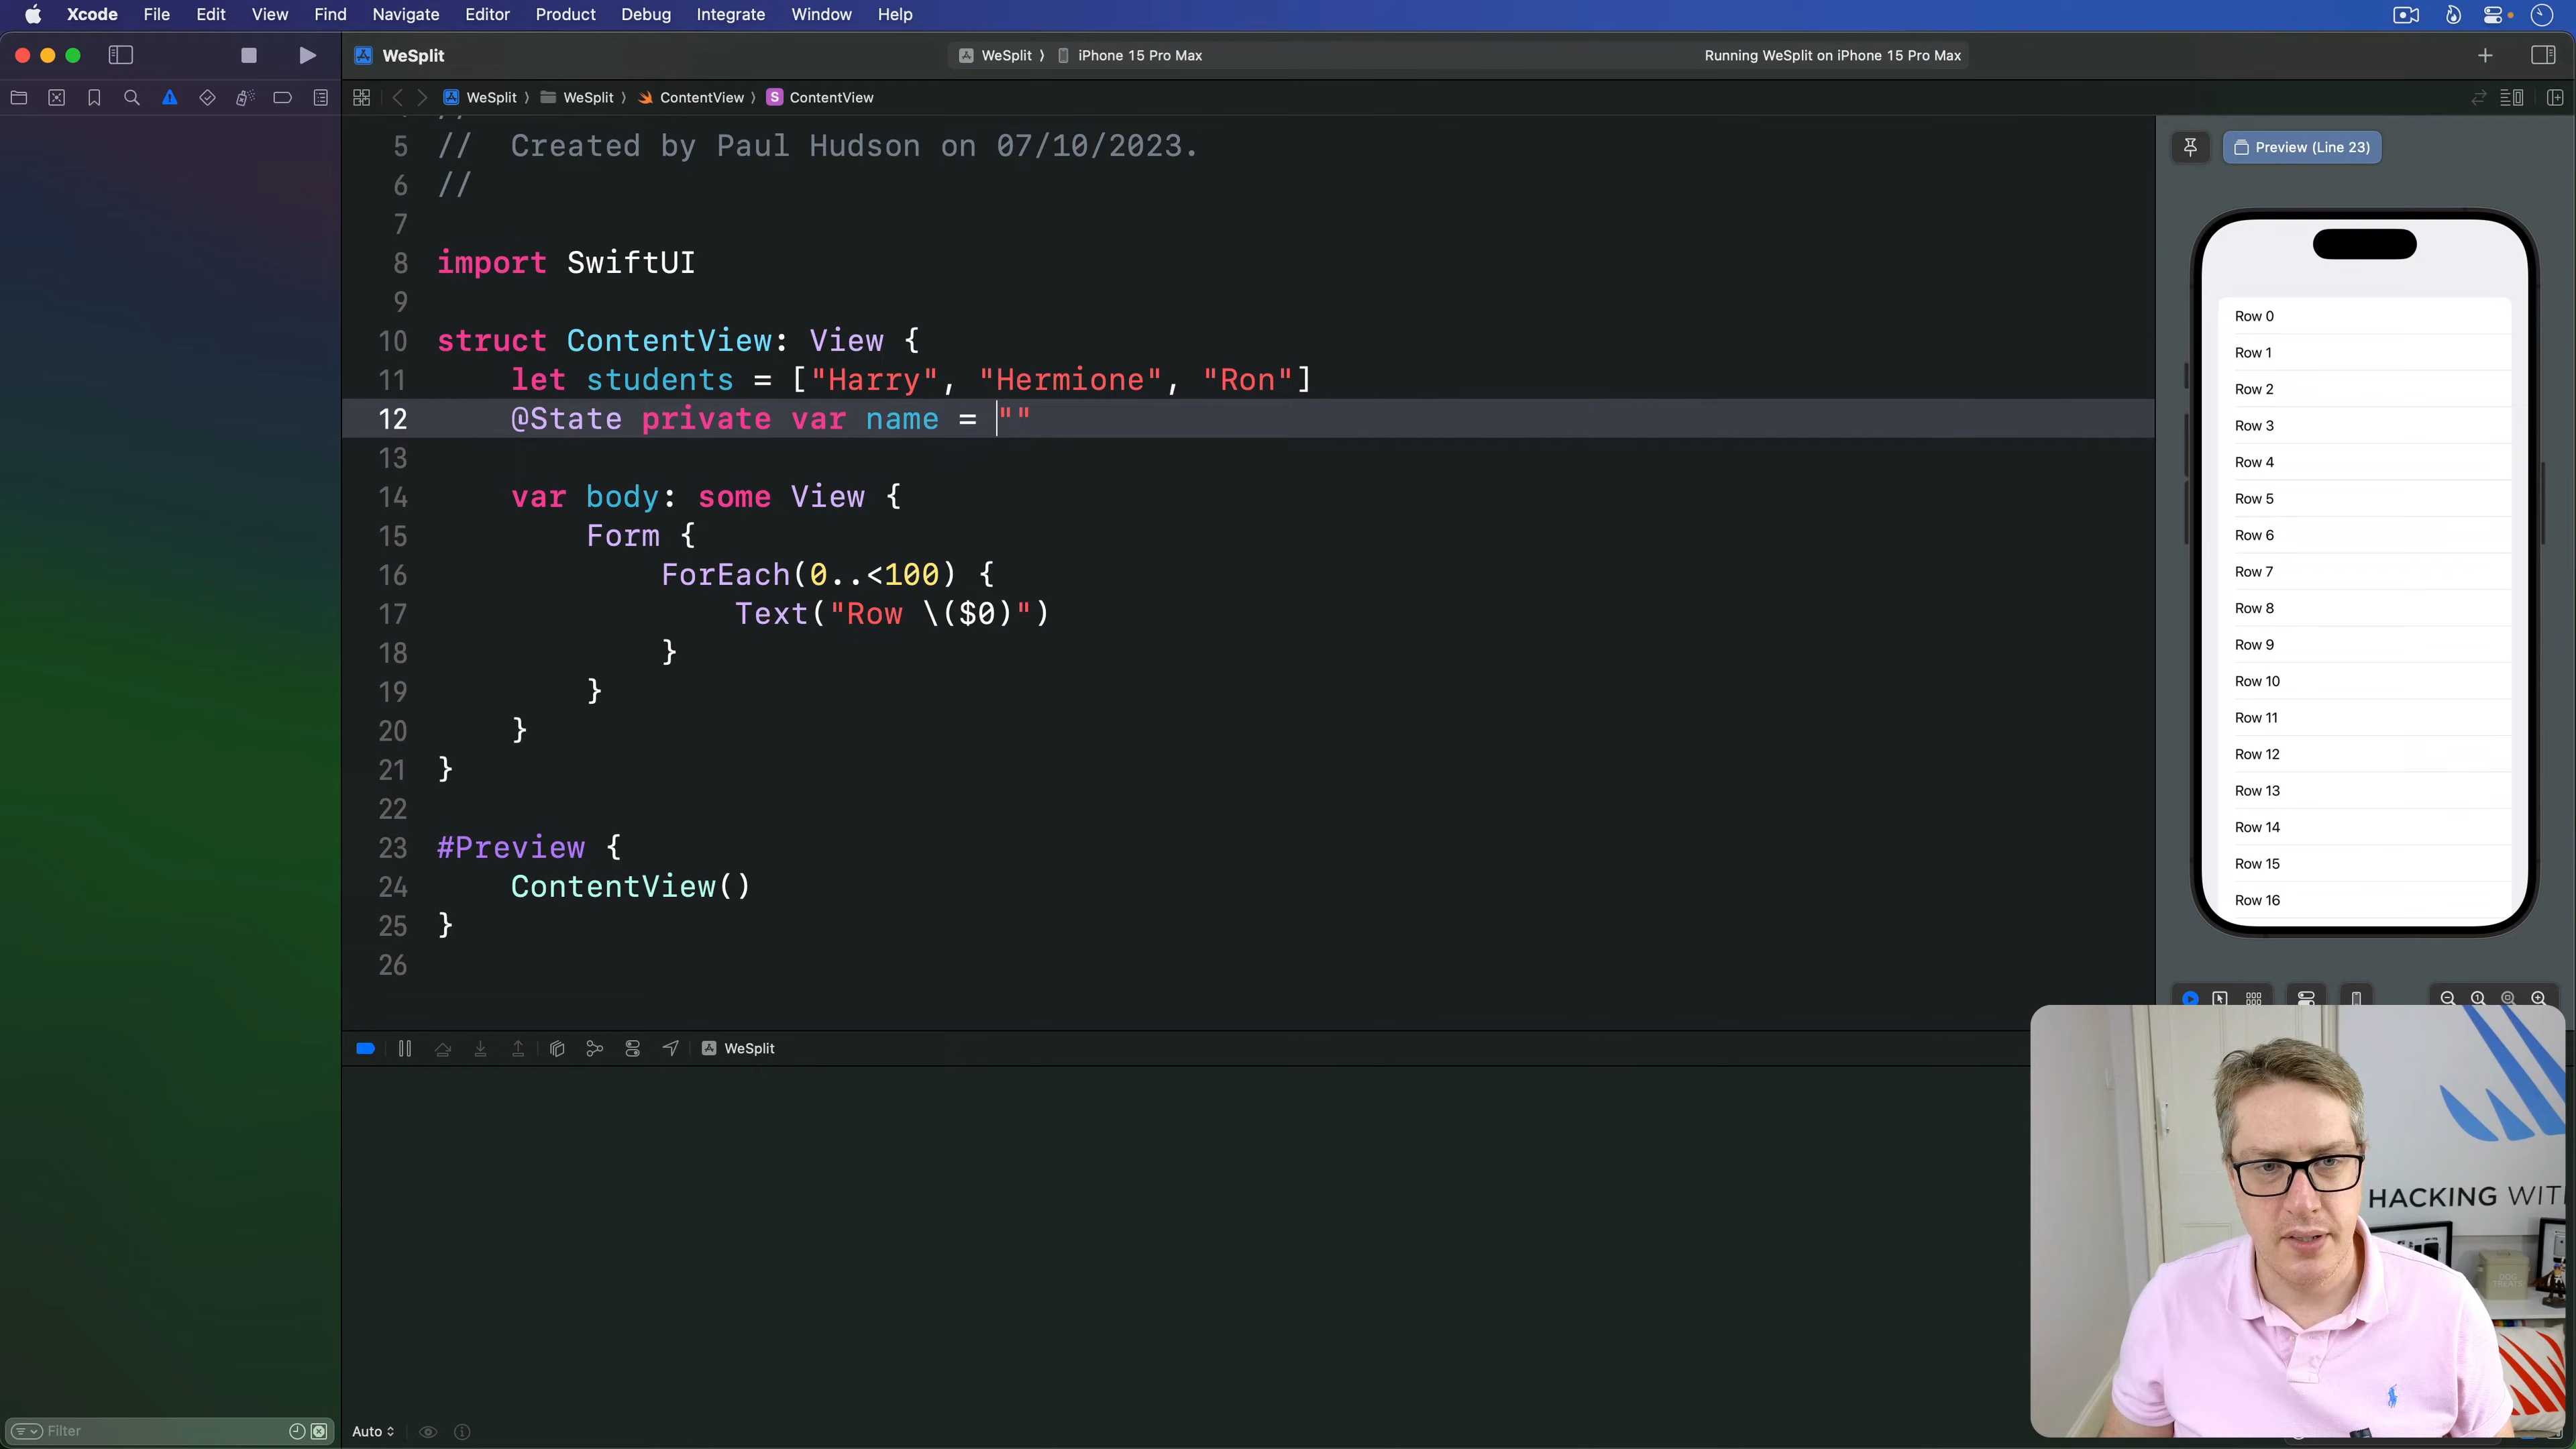 Xcode File Edit View Find Navigate Editor Product Debug Integrate Window Help
WeSplit
WeSplit 〉 iPhone 15 Pro Max
Running WeSplit on iPhone 15 Pro Max
WeSplit 〉 WeSplit 〉 ContentView 〉 S ContentView
5 //  Created by Paul Hudson on 07/10/2023.
6 //
7
8 import SwiftUI
9
10 struct ContentView: View {
11     let students = ["Harry", "Hermione", "Ron"]
12     @State private var name = ""
13
14     var body: some View {
15         Form {
16             ForEach(0..<100) {
17                 Text("Row \($0)")
18             }
19         }
20     }
21 }
22
23 #Preview {
24     ContentView()
25 }
26
Preview (Line 23)
Row 0
Row 1
Row 2
Row 3
Row 4
Row 5
Row 6
Row 7
Row 8
Row 9
Row 10
Row 11
Row 12
Row 13
Row 14
Row 15
Row 16
WeSplit
HACKING WITH
Filter
Auto